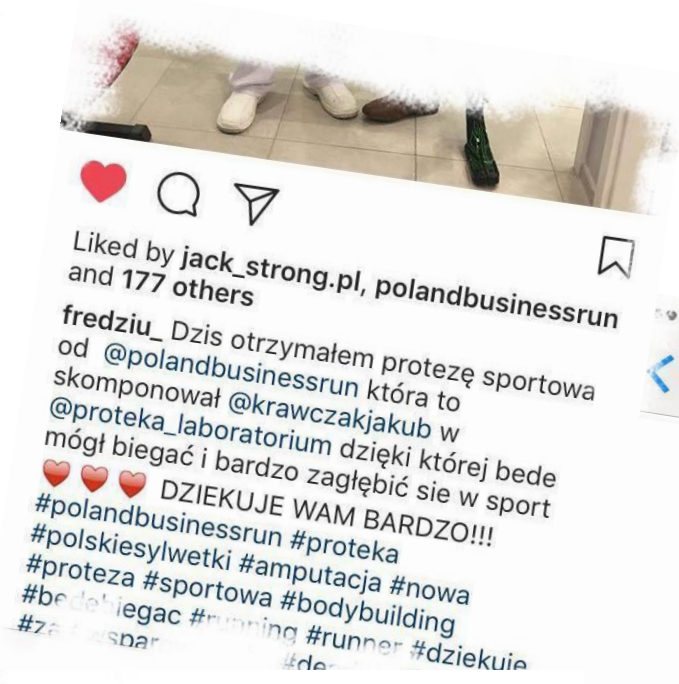 Liked by jack_strong.pl, polandbusinessrun
and 177 others
fredziu_ Dzis otrzymałem protezę sportowa
od @polandbusinessrun która to
skomponował @krawczakjakub w
@proteka_laboratorium dzięki której bede
mógł biegać i bardzo zagłębić sie w sport
❤️ ❤️ ❤️ DZIEKUJE WAM BARDZO!!!
#polandbusinessrun #proteka
#polskiesylwetki #amputacja #nowa
#proteza #sportowa #bodybuilding
#bedebiegac #running #runner #dziekuje